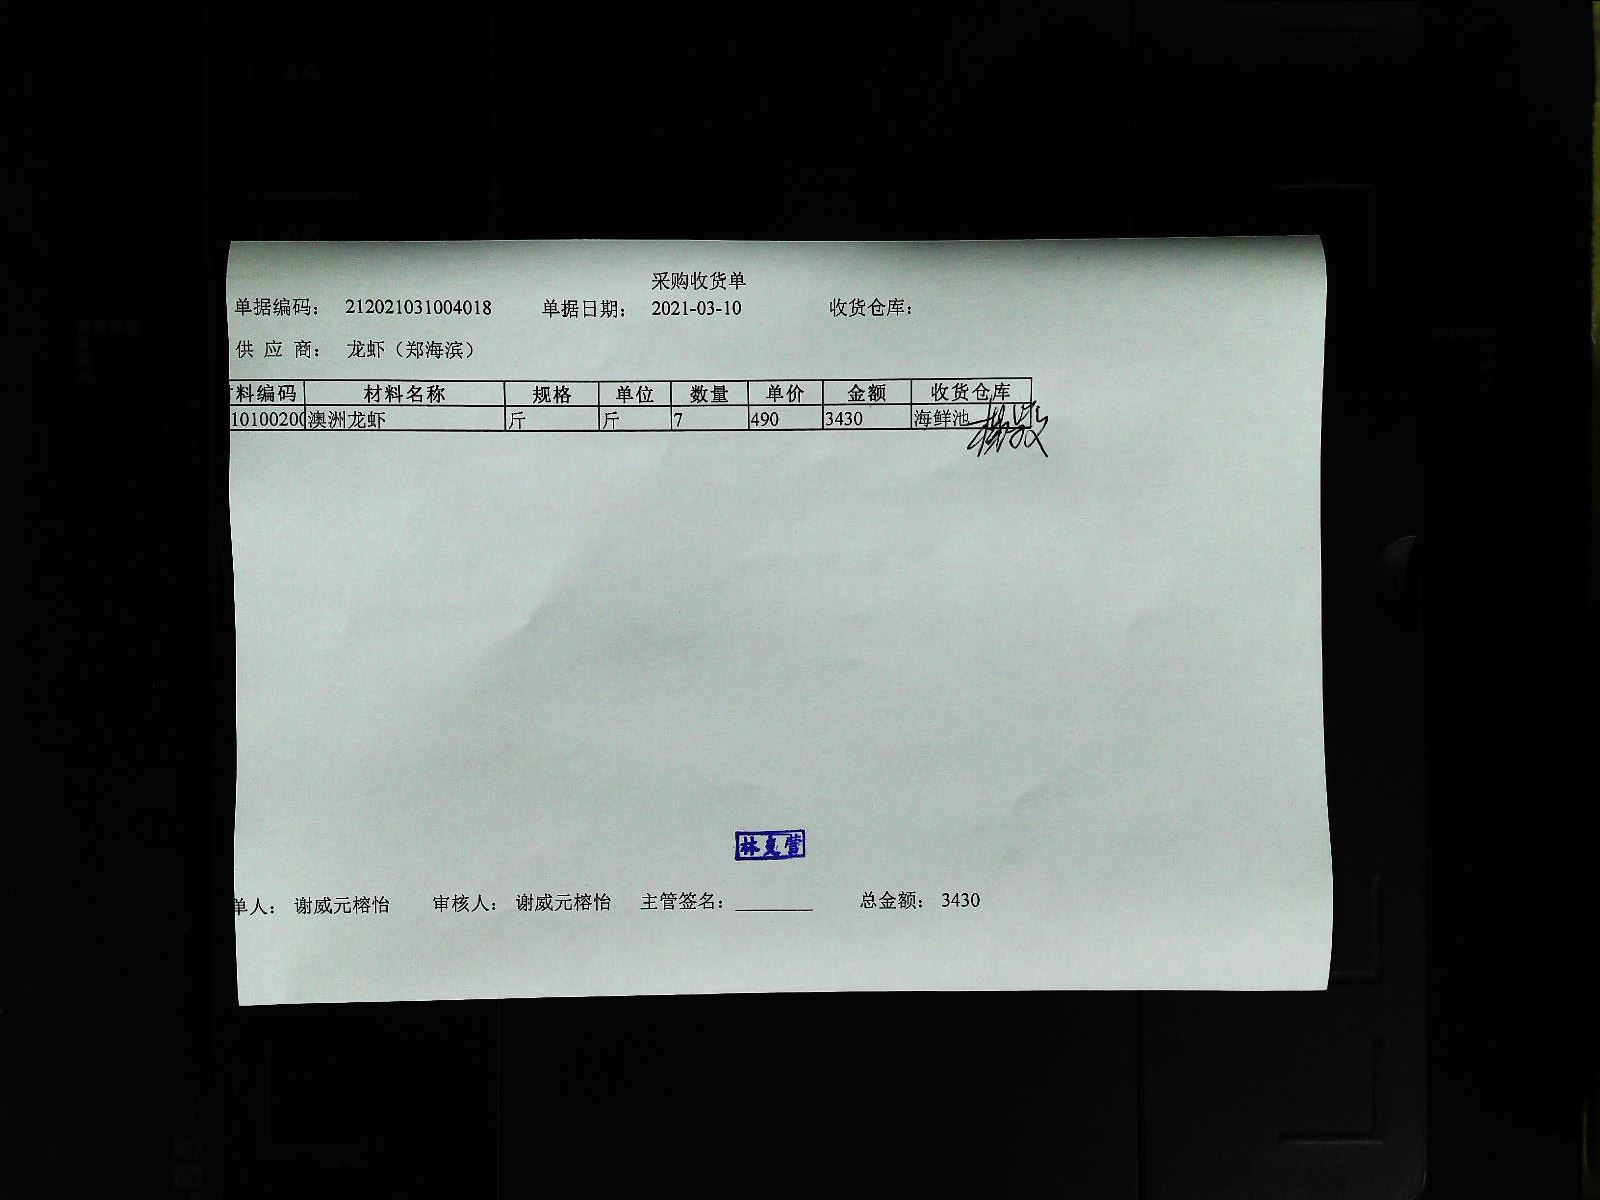 采购收货单
单据编码： 212021031004018 单据日期： 2021-03-10 收货仓库：
供 应 商： 龙虾（郑海滨）
料编码 材料名称 规格 单位 数量 单价 金额 收货仓库
1010020 澳洲龙虾 斤 斤 7 490 3430 海鲜池
单人： 谢威元榕怡 审核人： 谢威元榕怡 主管签名：________ 总金额： 3430